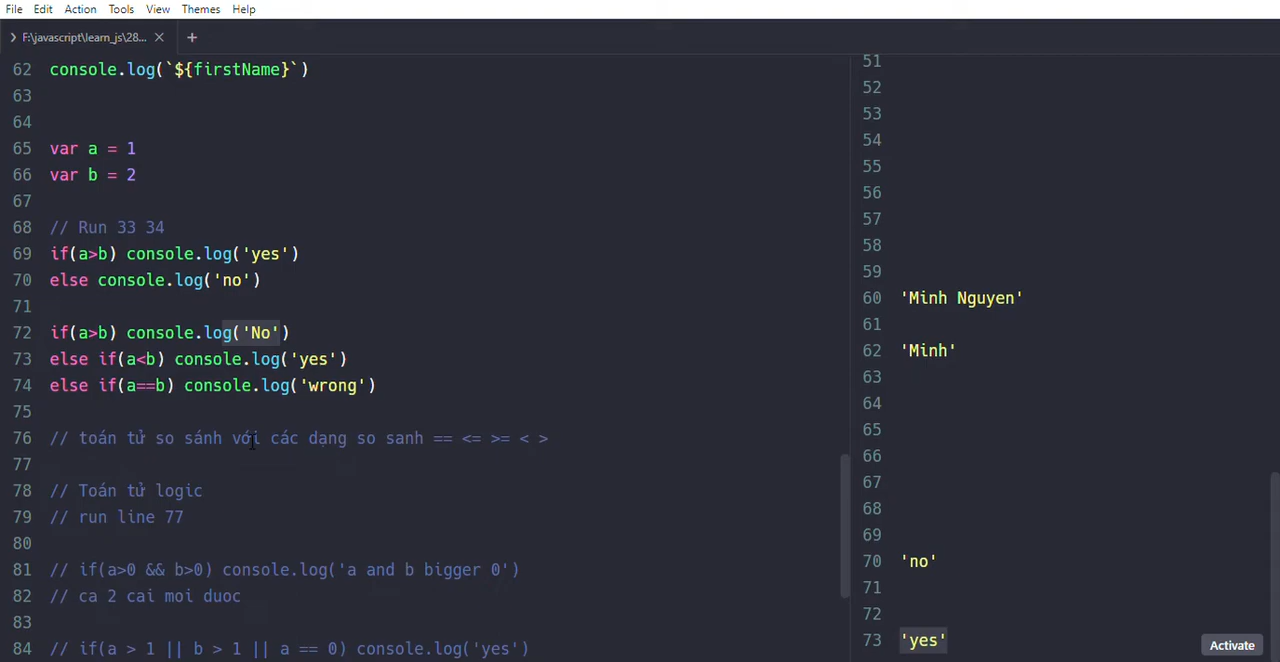 File Edit Action Tools View Themes Help
F:\javascript\learn_js\28...
62 console.log(`${firstName}`)
63
64
65 var a = 1
66 var b = 2
67
68 // Run 33 34
69 if(a>b) console.log('yes')
70 else console.log('no')
71
72 if(a>b) console.log('No')
73 else if(a<b) console.log('yes')
74 else if(a==b) console.log('wrong')
75
76 // toán tử so sánh với các dạng so sanh == <= >= < >
77
78 // Toán tử logic
79 // run line 77
80
81 // if(a>0 && b>0) console.log('a and b bigger 0')
82 // ca 2 cai moi duoc
83
84 // if(a > 1 || b > 1 || a == 0) console.log('yes')
51
52
53
54
55
56
57
58
59
60 'Minh Nguyen'
61
62 'Minh'
63
64
65
66
67
68
69
70 'no'
71
72
73 'yes'
Activate